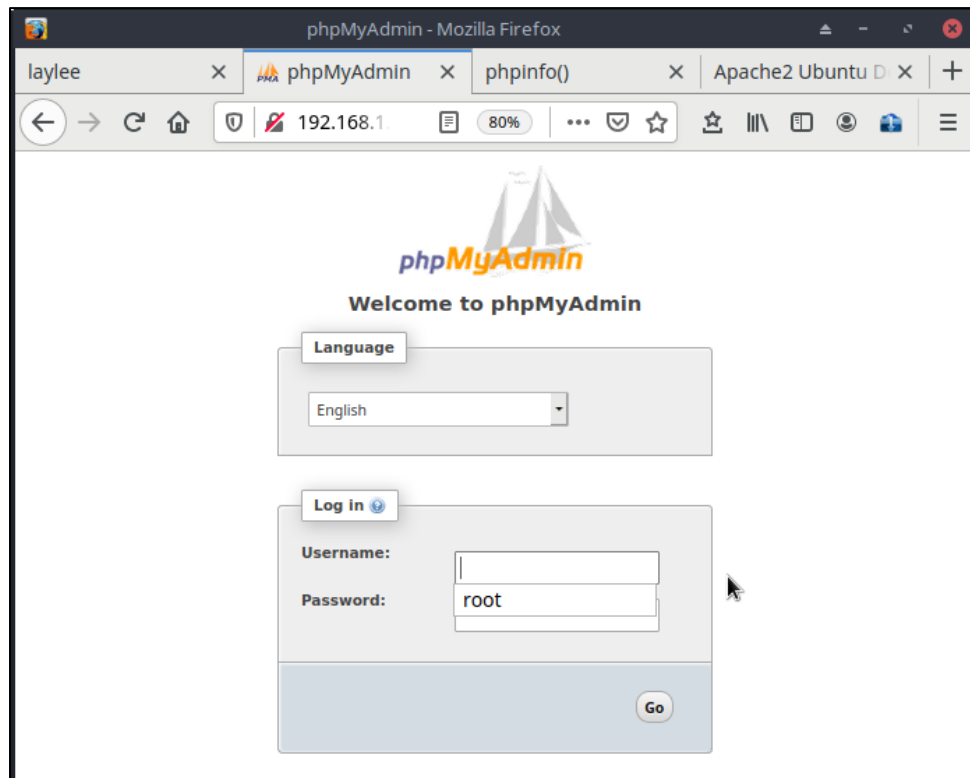 phpMyAdmin - Mozilla Firefox
laylee
PMA phpMyAdmin
phpinfo()
Apache2 Ubuntu
192.168.1.
80%
phpMyAdmin
Welcome to phpMyAdmin
Language
English
Log in
Username:
Password:
root
Go